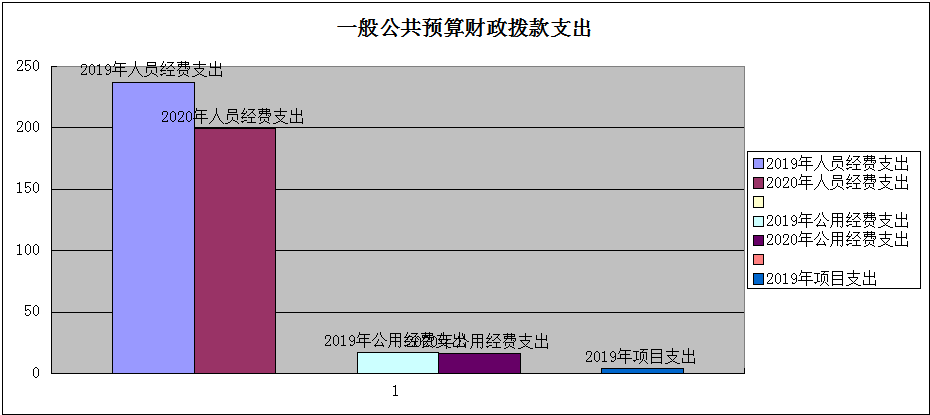 一般公共预算财政拨款支出
250
200
150
100
50
0
2019年人员经费支出
2020年人员经费支出
2019年公用经费支出
2020年公用经费支出
2019年项目支出
1
2019年人员经费支出
2020年人员经费支出
2019年公用经费支出
2020年公用经费支出
2019年项目支出